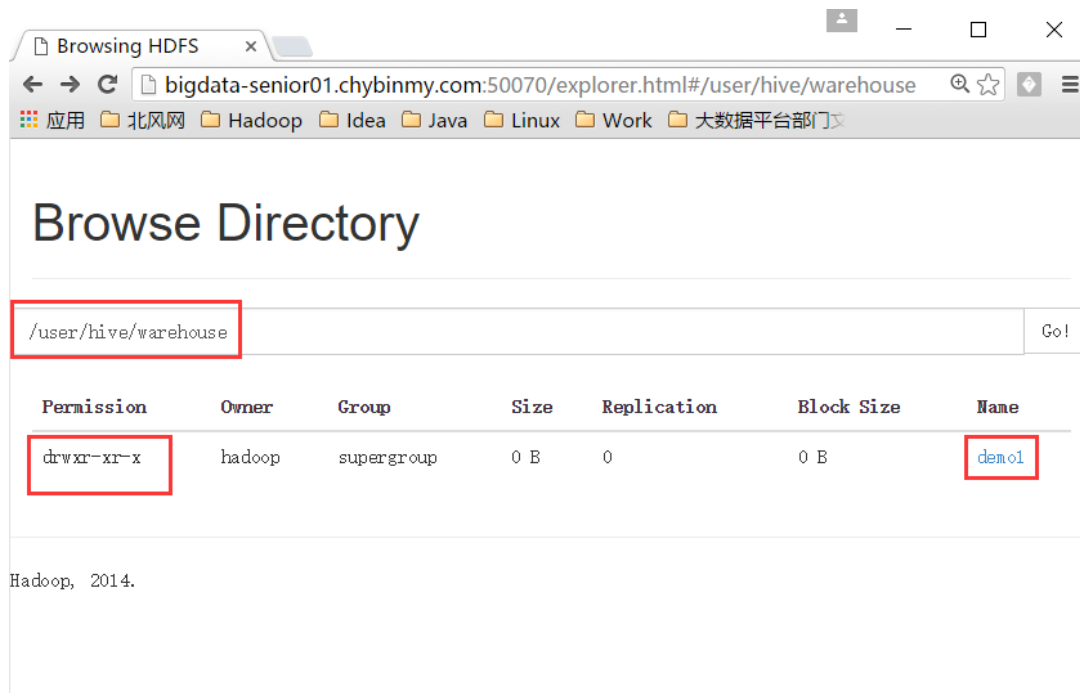 Browsing HDFS
bigdata-senior01.chybinmy.com:50070/explorer.html#/user/hive/warehouse
应用 北风网 Hadoop Idea Java Linux Work 大数据平台部门
Browse Directory
/user/hive/warehouse Go!
Permission Owner Group Size Replication Block Size Name
drwxr-xr-x hadoop supergroup 0 B 0 0 B demo1
Hadoop, 2014.